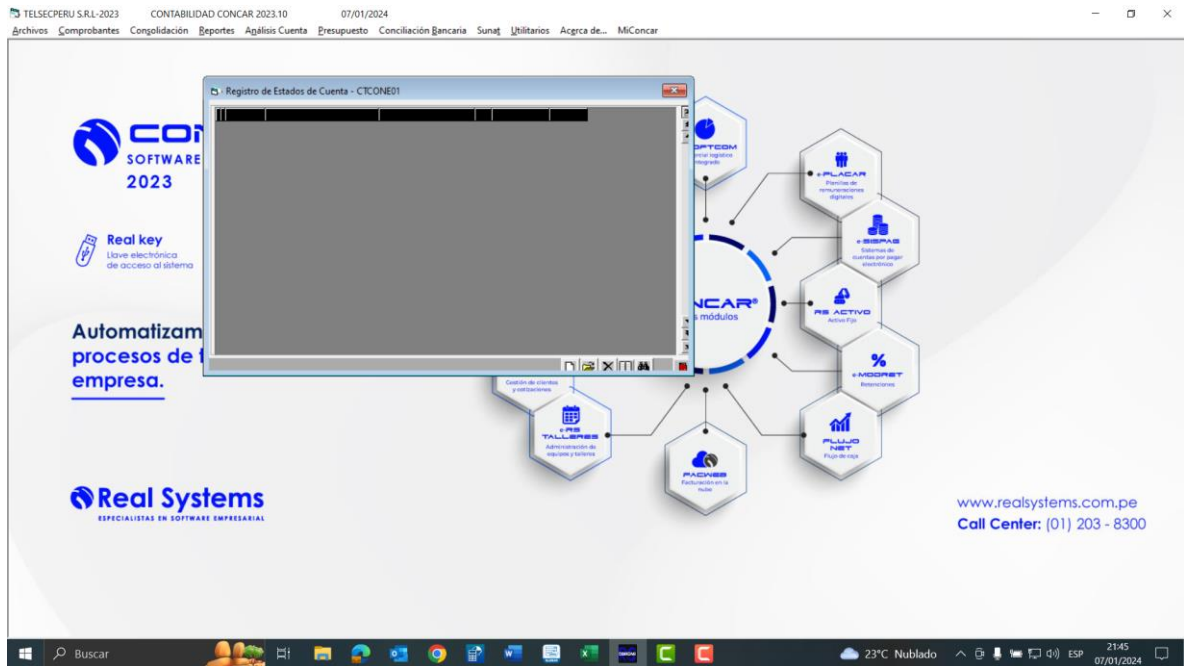 TELSECPERU S.R.L-2023 CONTABILIDAD CONCAR 2023.10 07/01/2024
Archivos Comprobantes Consolidación Reportes Análisis Cuenta Presupuesto Conciliación Bancaria Sunat Utilitarios Acerca de... MiConcar
Registro de Estados de Cuenta - CTCONE01
SOFTWARE
2023
Real key
Llave electrónica
de acceso al sistema
Automatizam
procesos de
empresa.
Real Systems
ESPECIALISTAS EN SOFTWARE EMPRESARIAL
integrado
e-PLACAR
Planillas de
remuneraciones
digitales
e-SISPAG
Sistemas de
cuentas por pagar
electrónico
NCAR®
s módulos
RS ACTIVO
Activo Fijo
e-MODRET
Retenciones
FLUJO
NET
Flujo de caja
Gestión de clientes
y cotizaciones
e-RS
TALLERES
Administración de
equipos y talleres
FACWEB
Facturación en la
nube
www.realsystems.com.pe
Call Center: (01) 203 - 8300
Buscar
23°C Nublado
ESP
21:45
07/01/2024